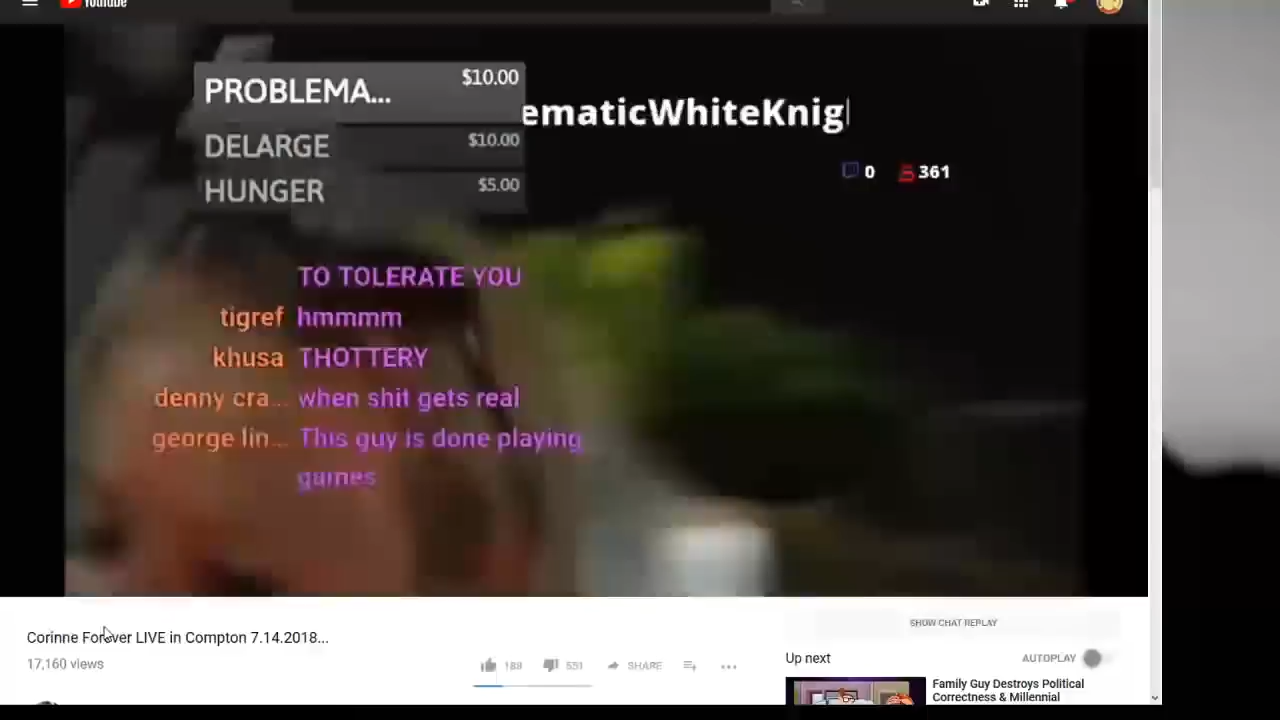 YouTube
PROBLEMA... $10.00
ematicWhiteKnig
DELARGE $10.00
HUNGER $5.00
0 361
TO TOLERATE YOU
tigref hmmmm
khusa THOTTERY
denny cra... when shit gets real
george lin... This guy is done playing
games
Corinne Forever LIVE in Compton 7.14.2018...
17,160 views
SHARE
SHOW CHAT REPLAY
Up next
AUTOPLAY
Family Guy Destroys Political
Correctness & Millennial